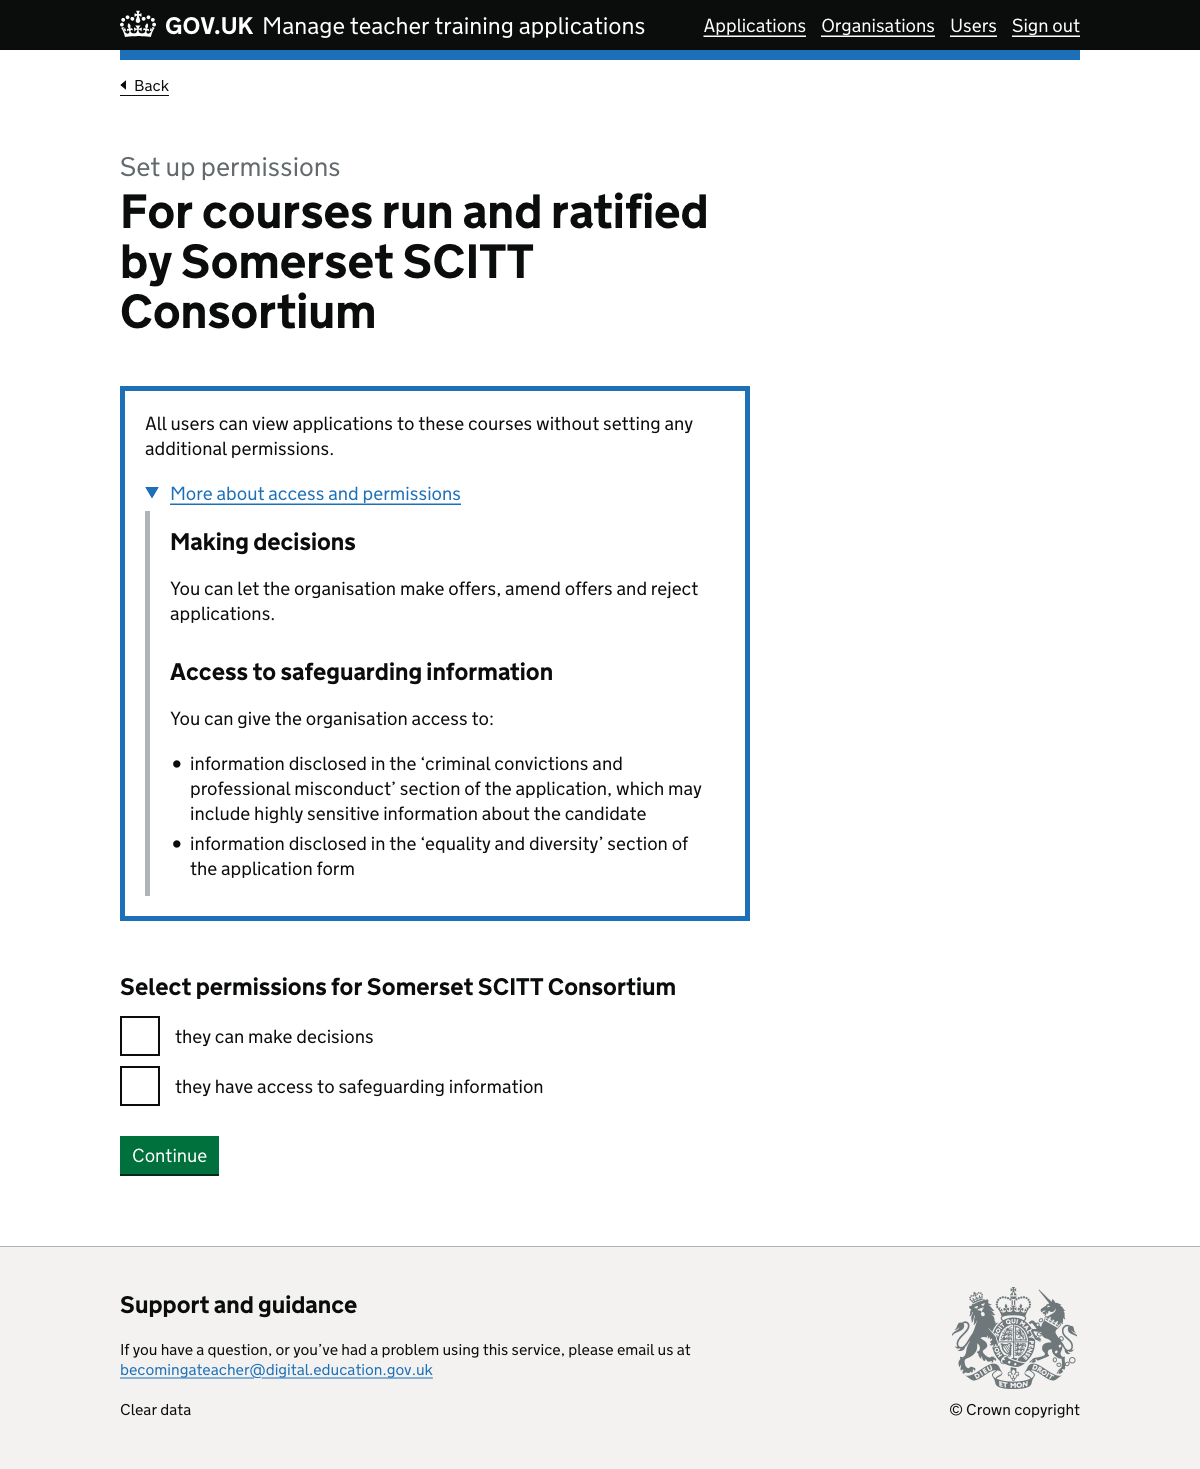 GOV.UK Manage teacher training applications Applications Organisations Users Sign out
Back
Set up permissions
For courses run and ratified
by Somerset SCITT
Consortium
All users can view applications to these courses without setting any
additional permissions.
More about access and permissions
Making decisions
You can let the organisation make offers, amend offers and reject
applications.
Access to safeguarding information
You can give the organisation access to:
• information disclosed in the ‘criminal convictions and
professional misconduct’ section of the application, which may
include highly sensitive information about the candidate
• information disclosed in the ‘equality and diversity’ section of
the application form
Select permissions for Somerset SCITT Consortium
they can make decisions
they have access to safeguarding information
Continue
Support and guidance
If you have a question, or you’ve had a problem using this service, please email us at
becomingateacher@digital.education.gov.uk
Clear data
DIEU ET MON DROIT
© Crown copyright